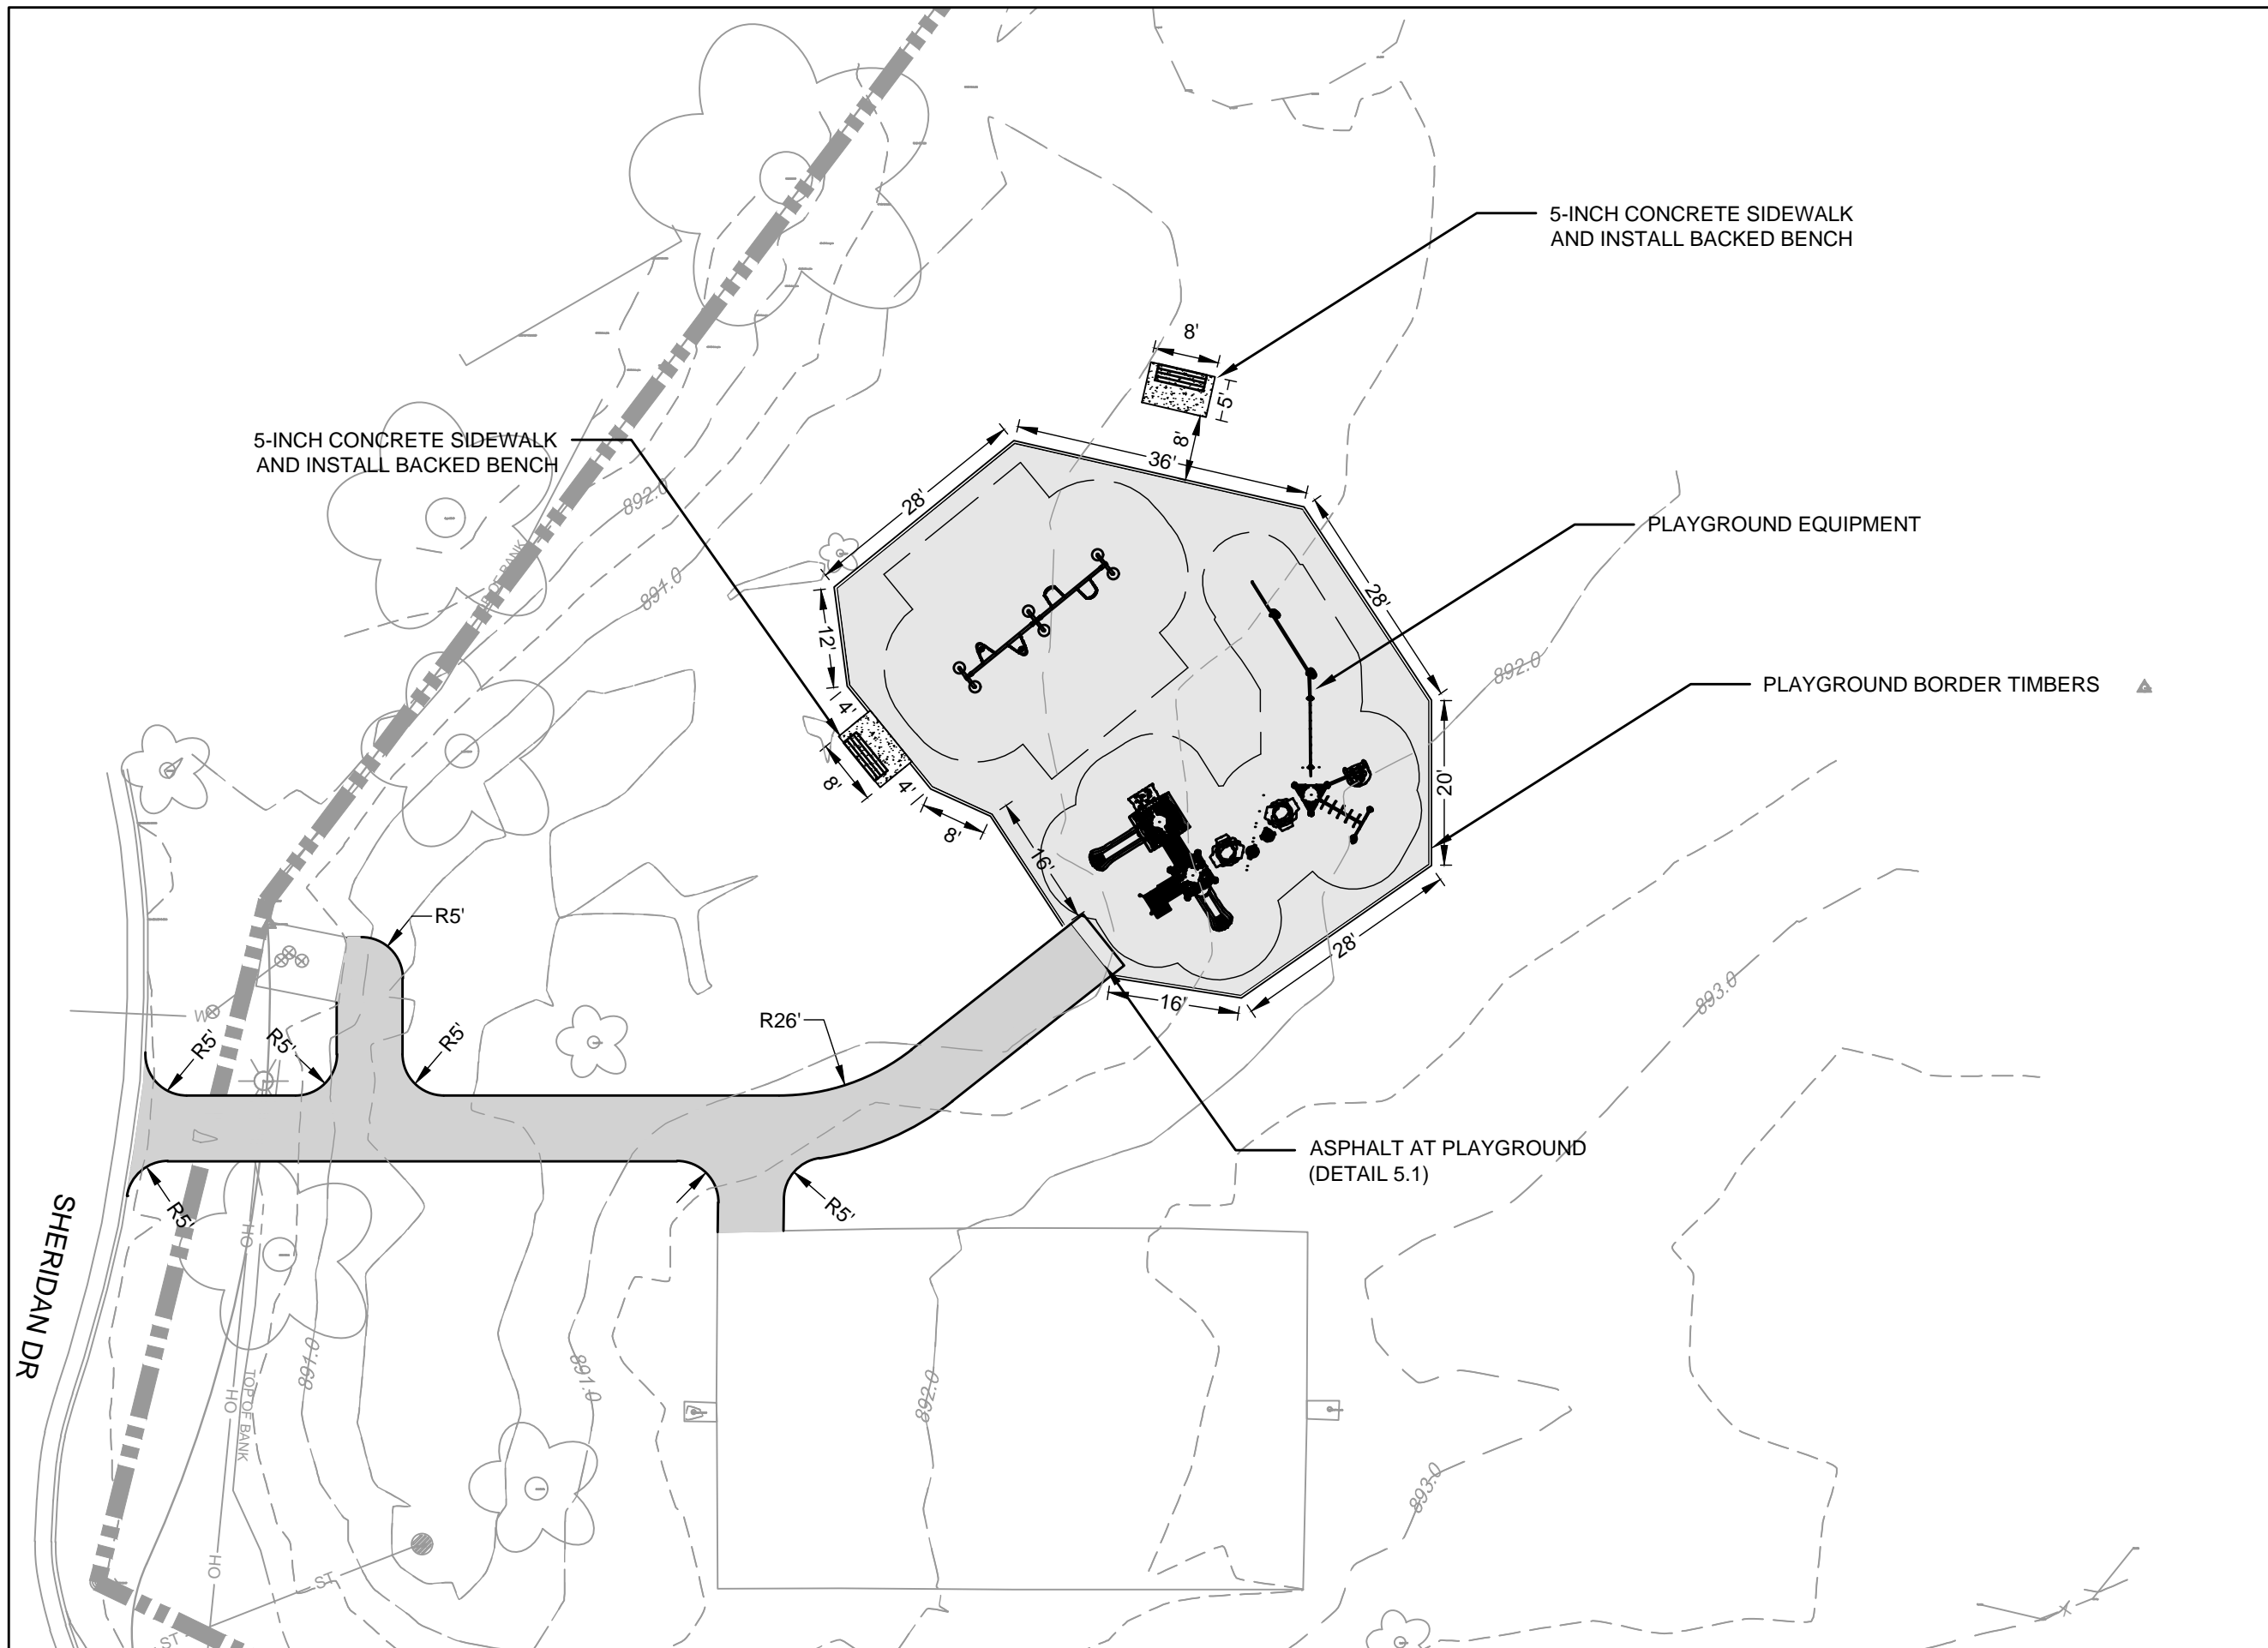 5-INCH CONCRETE SIDEWALK
AND INSTALL BACKED BENCH
8'
5'
8'
36'
5-INCH CONCRETE SIDEWALK
AND INSTALL BACKED BENCH
28'
892.0
PLAYGROUND EQUIPMENT
891.0
28'
12'
892.0
PLAYGROUND BORDER TIMBERS
4'
8'
4'
8'
20'
16'
R5'
28'
893.0
16'
R26'
W
R5'
R5'
R5'
ASPHALT AT PLAYGROUND
(DETAIL 5.1)
R5'
R5'
SHERIDAN DR
OH
891.0
891.0
892.0
OH
TOP OF BANK
893.0
OH
ST
ST